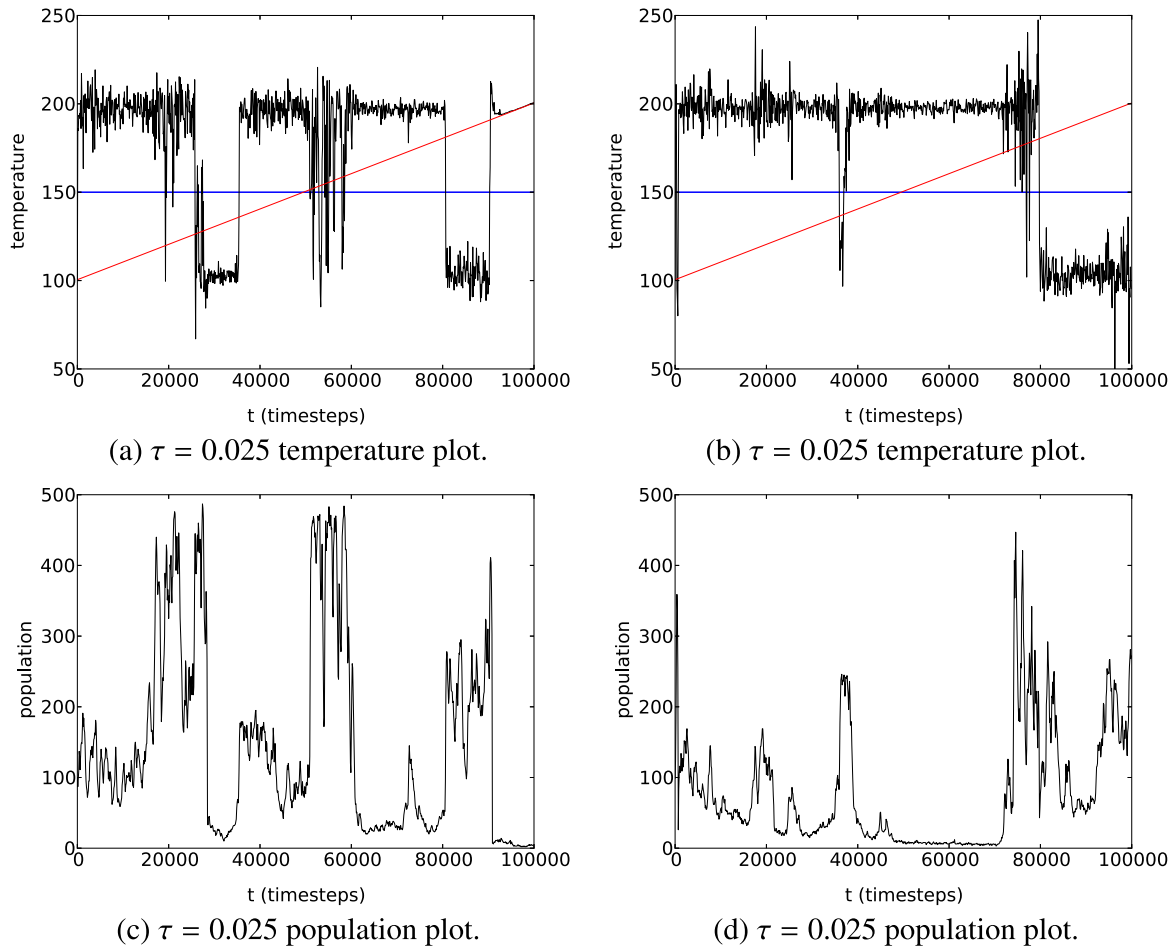 250
200
150
100
50
temperature
0 20000 40000 60000 80000 100000
t (timesteps)
(a) τ = 0.025 temperature plot.
250
200
150
100
50
temperature
0 20000 40000 60000 80000 100000
t (timesteps)
(b) τ = 0.025 temperature plot.
500
400
300
200
100
0
population
0 20000 40000 60000 80000 100000
t (timesteps)
(c) τ = 0.025 population plot.
500
400
300
200
100
0
population
0 20000 40000 60000 80000 100000
t (timesteps)
(d) τ = 0.025 population plot.